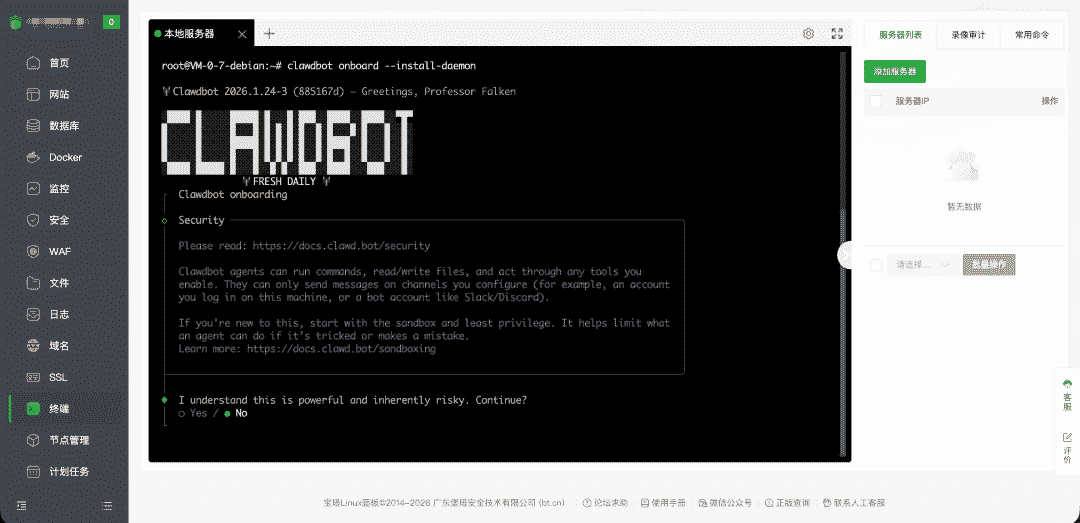 0
首页
网站
数据库
Docker
监控
安全
WAF
文件
日志
域名
SSL
终端
节点管理
计划任务
本地服务器
root@VM-0-7-debian:~# clawdbot onboard --install-daemon
Clawdbot 2026.1.24-3 (885167d) — Greetings, Professor Falken
CLAWDBOT
FRESH DAILY
Clawdbot onboarding
Security
Please read: https://docs.clawd.bot/security
Clawdbot agents can run commands, read/write files, and act through any tools you
enable. They can only send messages on channels you configure (for example, an account
you log in on this machine, or a bot account like Slack/Discord).
If you're new to this, start with the sandbox and least privilege. It helps limit what
an agent can do if it's tricked or makes a mistake.
Learn more: https://docs.clawd.bot/sandboxing
I understand this is powerful and inherently risky. Continue?
Yes / No
服务器列表 录像审计 常用命令
添加服务器
服务器IP 操作
暂无数据
请选择... 批量操作
客服
评价
宝塔Linux面板©2014-2026 广东堡塔安全技术有限公司 (bt.cn) 论坛求助 使用手册 微信公众号 正版查询 联系人工客服